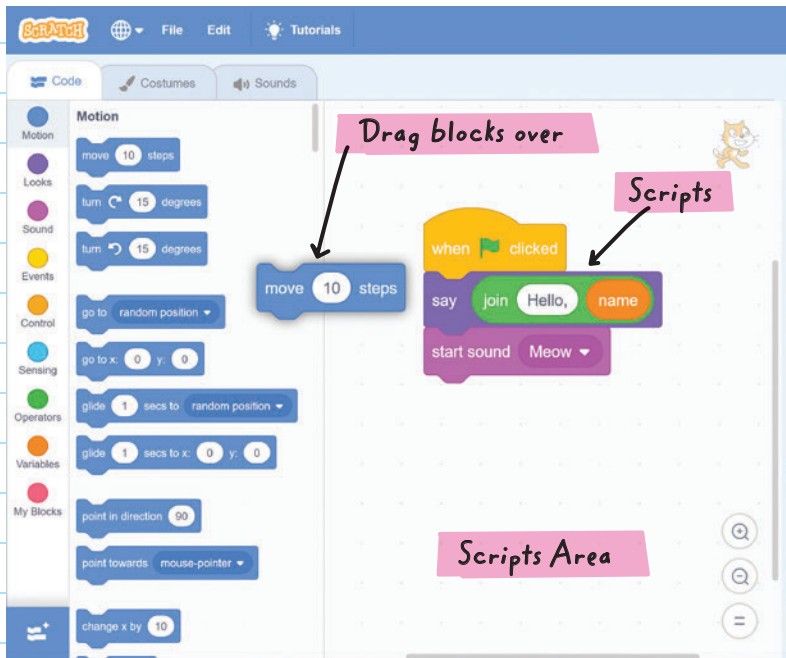 SCRATCH File Edit Tutorials
Code Costumes Sounds
Motion
Looks
Sound
Events
Control
Sensing
Operators
Variables
My Blocks
Motion
move 10 steps
turn 15 degrees
turn 15 degrees
go to random position
go to x: 0 y: 0
glide 1 secs to random position
glide 1 secs to x: 0 y: 0
point in direction 90
point towards mouse-pointer
change x by 10
Drag blocks over
move 10 steps
Scripts
when clicked
say join Hello, name
start sound Meow
Scripts Area